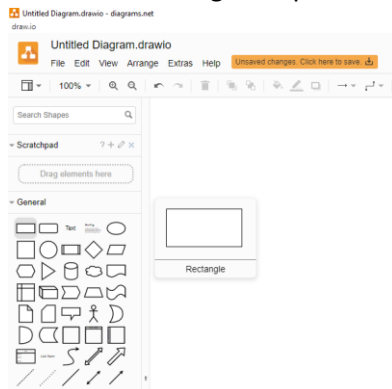 Untitled Diagram.drawio - diagrams.net
draw.io
Untitled Diagram.drawio
File Edit View Arrange Extras Help Unsaved changes. Click here to save.
100%
Search Shapes
Scratchpad
Drag elements here
General
Text
Rectangle